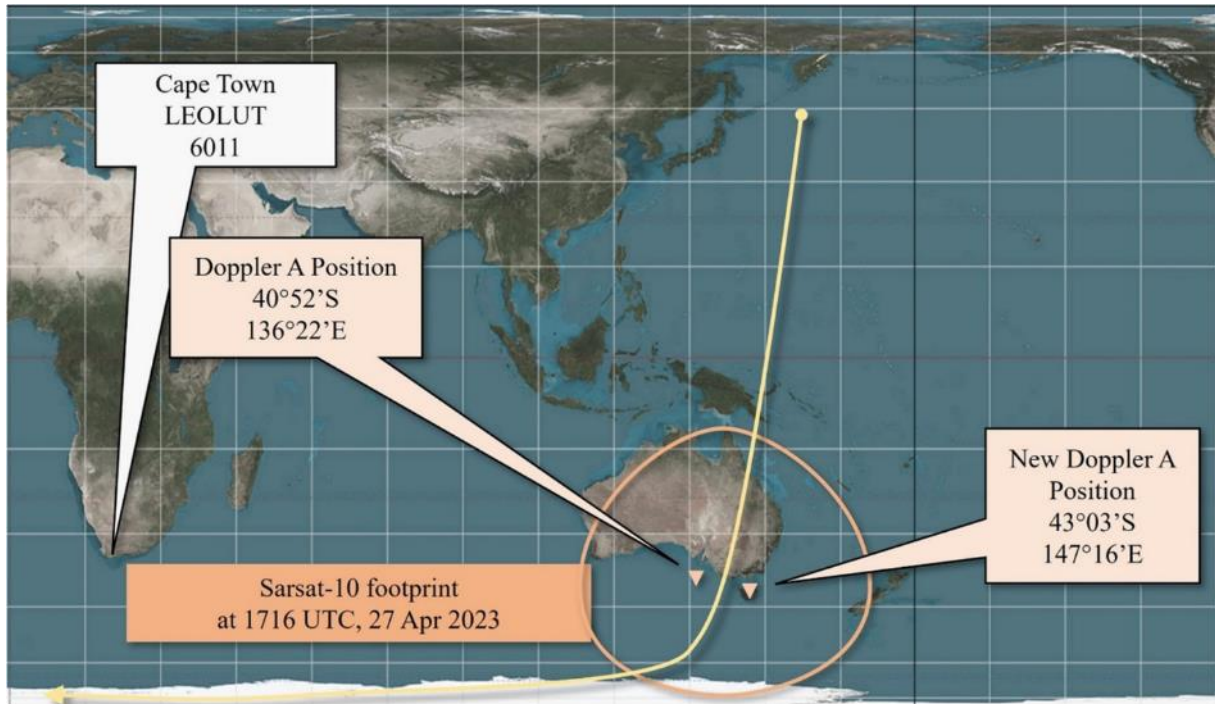 Cape Town
LEOLUT
6011
Doppler A Position
40°52’S
136°22’E
New Doppler A
Position
43°03’S
147°16’E
Sarsat-10 footprint
at 1716 UTC, 27 Apr 2023